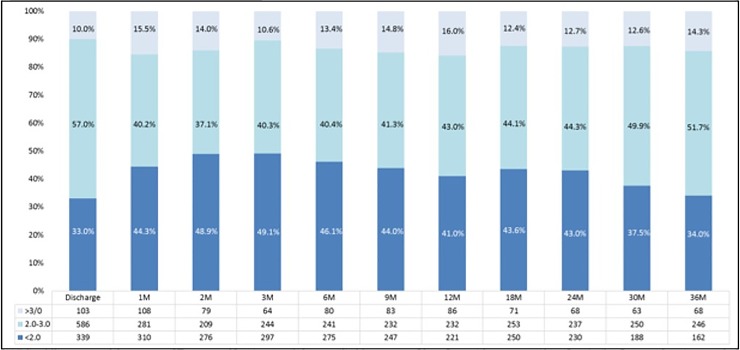 100%
90%
80%
70%
60%
50%
40%
30%
20%
10%
0%
10.0% 15.5% 14.0% 10.6% 13.4% 14.8% 16.0% 12.4% 12.7% 12.6% 14.3%
57.0% 40.2% 37.1% 40.3% 40.4% 41.3% 43.0% 44.1% 44.3% 49.9% 51.7%
33.0% 44.3% 48.9% 49.1% 46.1% 44.0% 41.0% 43.6% 43.0% 37.5% 34.0%
Discharge 1M 2M 3M 6M 9M 12M 18M 24M 30M 36M
>3/0 103 108 79 64 80 83 86 71 68 63 68
2.0-3.0 586 281 209 244 241 232 232 253 237 250 246
<2.0 339 310 276 297 275 247 221 250 230 188 162